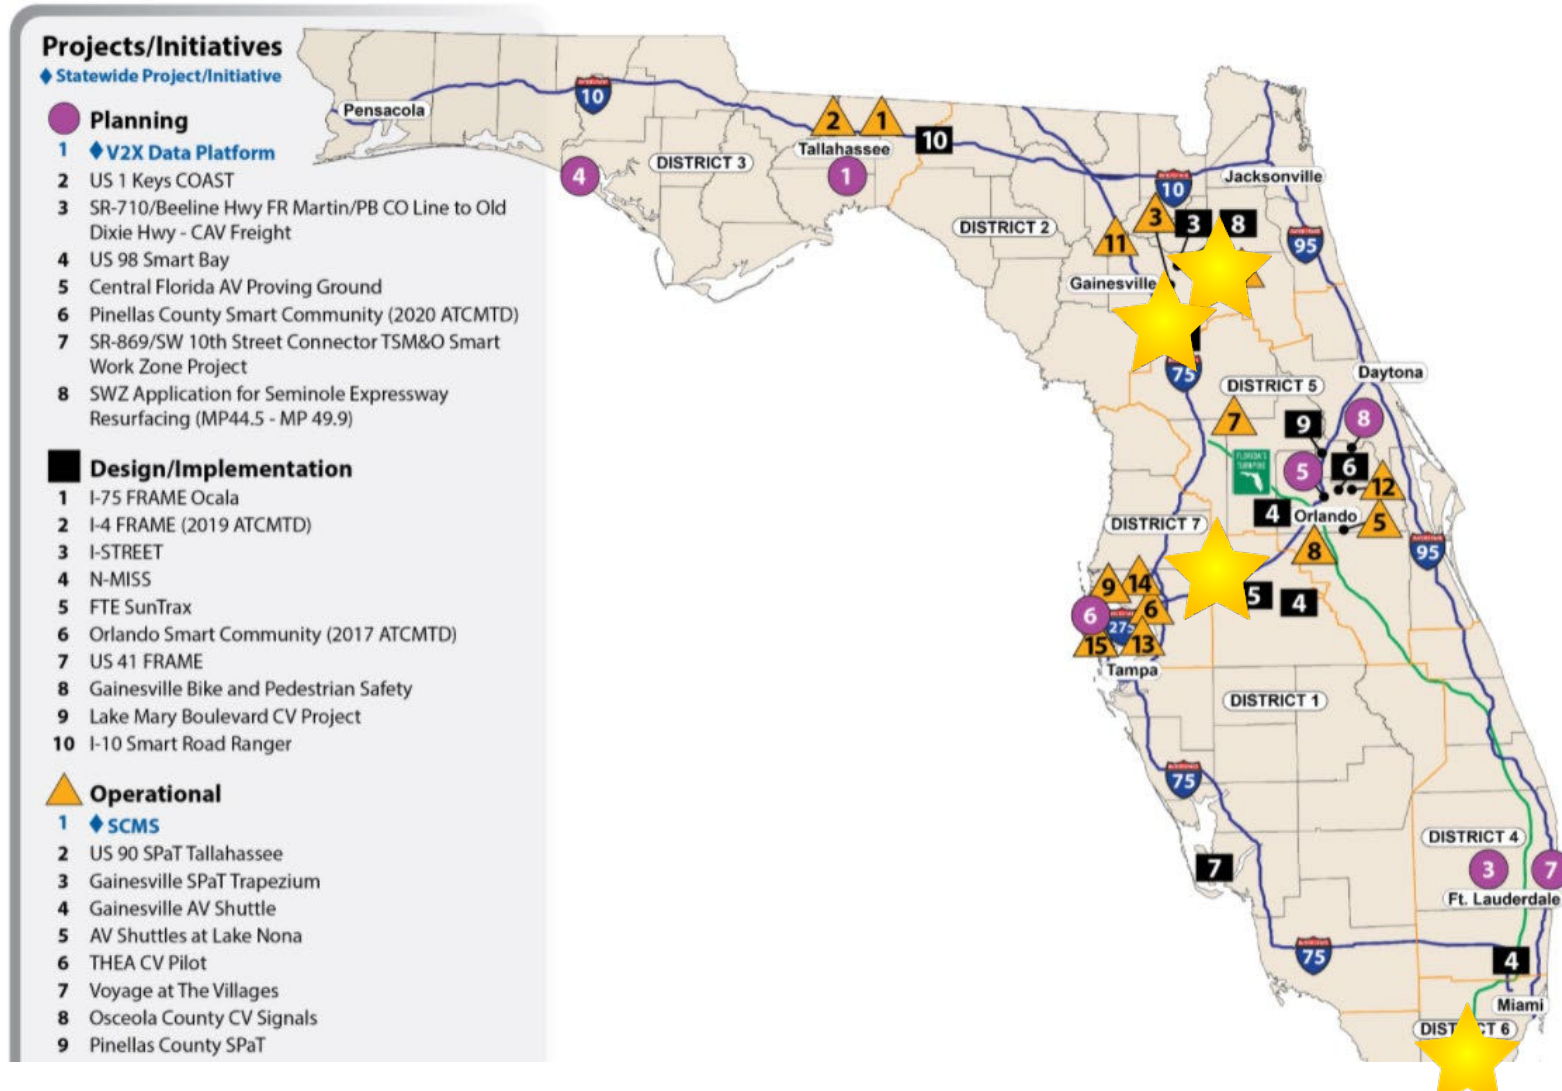 Projects/Initiatives
♦ Statewide Project/Initiative
Planning
1 ♦ V2X Data Platform
2 US 1 Keys COAST
3 SR-710/Beeline Hwy FR Martin/PB CO Line to Old
Dixie Hwy - CAV Freight
4 US 98 Smart Bay
5 Central Florida AV Proving Ground
6 Pinellas County Smart Community (2020 ATCMTD)
7 SR-869/SW 10th Street Connector TSM&O Smart
Work Zone Project
8 SWZ Application for Seminole Expressway
Resurfacing (MP44.5 - MP 49.9)
Design/Implementation
1 I-75 FRAME Ocala
2 I-4 FRAME (2019 ATCMTD)
3 I-STREET
4 N-MISS
5 FTE SunTrax
6 Orlando Smart Community (2017 ATCMTD)
7 US 41 FRAME
8 Gainesville Bike and Pedestrian Safety
9 Lake Mary Boulevard CV Project
10 I-10 Smart Road Ranger
Operational
1 ♦ SCMS
2 US 90 SPaT Tallahassee
3 Gainesville SPaT Trapezium
4 Gainesville AV Shuttle
5 AV Shuttles at Lake Nona
6 THEA CV Pilot
7 Voyage at The Villages
8 Osceola County CV Signals
9 Pinellas County SPaT
10
Pensacola
2
1
10
Tallahassee
DISTRICT 3
4
1
Jacksonville
10
3
3
8
DISTRICT 2
11
95
Gainesville
75
Daytona
DISTRICT 5
7
9
8
FLORIDA'S
TURNPIKE
5
6
12
4
Orlando
5
DISTRICT 7
8
95
9
14
6
6
275
5
4
15
13
Tampa
DISTRICT 1
75
DISTRICT 4
7
3
7
Ft. Lauderdale
75
4
Miami
DIST CT 6